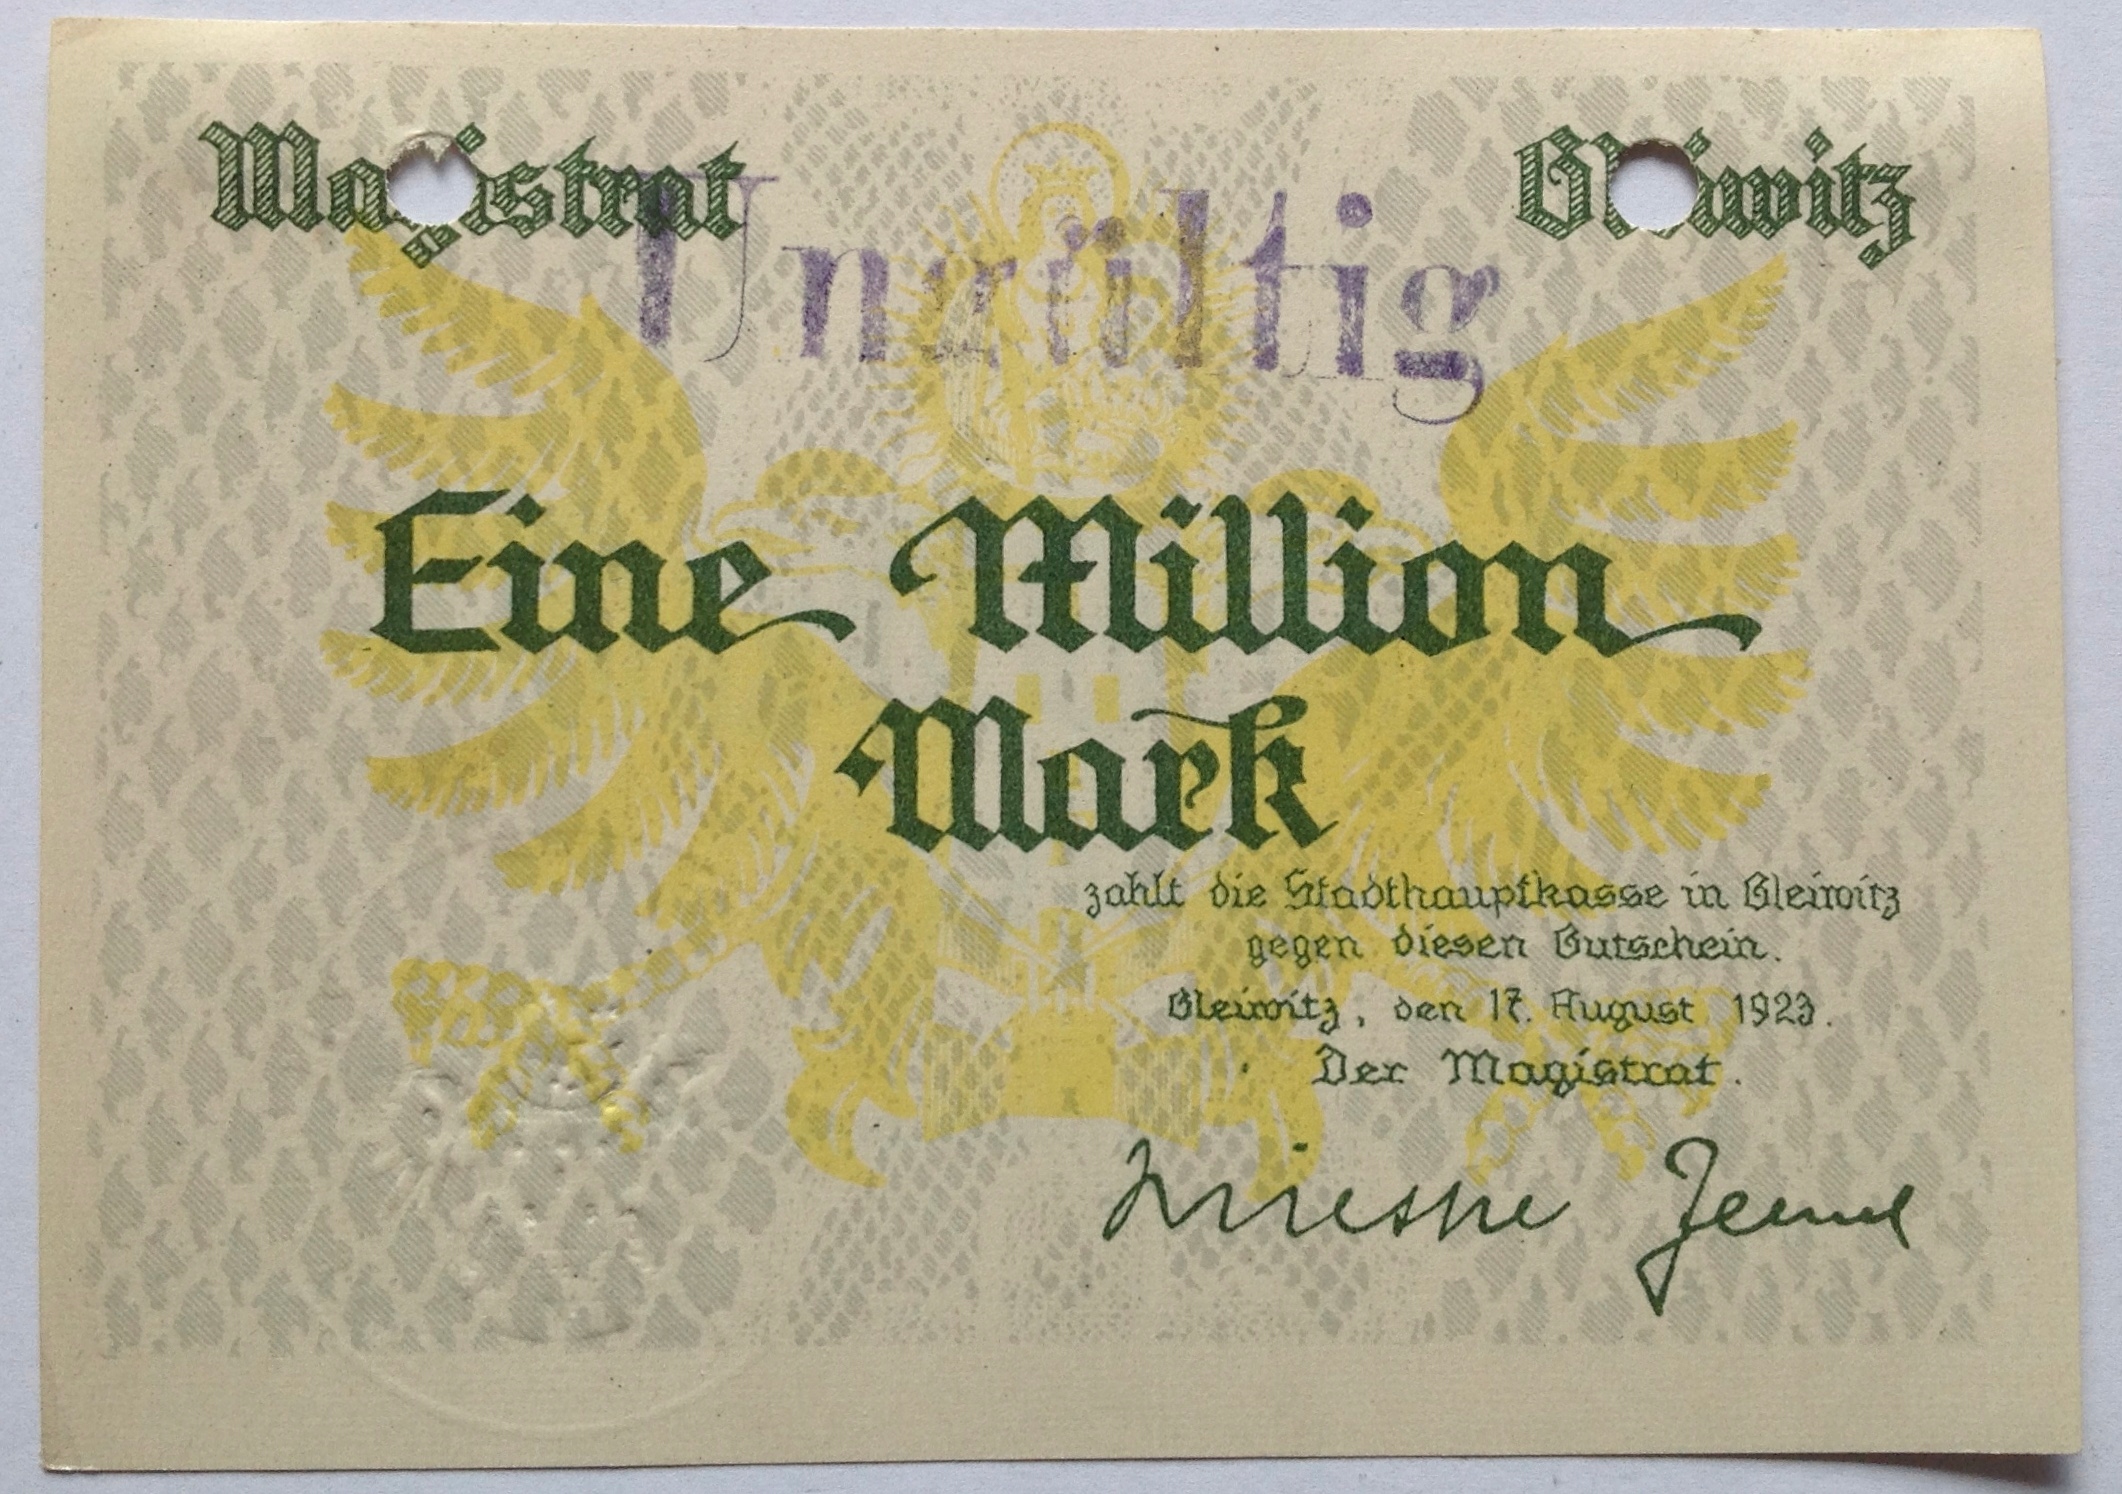 Magistrat Gleiwitz
Ungültig
Eine Million
Mark
zahlt die Stadthauptkasse in Gleiwitz
gegen diesen Gutschein.
Gleiwitz, den 17. August 1923.
Der Magistrat.